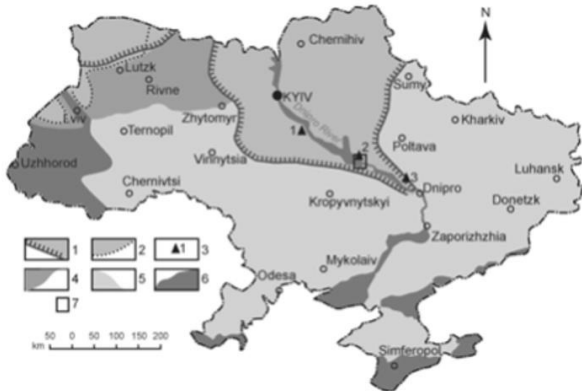 N
Chernihiv
Lutzk
Rivne
Sumy
KYIV
Lviv
Zhytomyr
Dnipro River
Kharkiv
1
Ternopil
Poltava
2
Vinnytsia
3
Uzhhorod
Luhansk
Dnipro
Chernivtsi
Kropyvnytskyi
Donetzk
Zaporizhzhia
1 2 1 3
Mykolaiv
4 5 6
Odesa
7
50 0 50 100 150 200
km
Simferopol